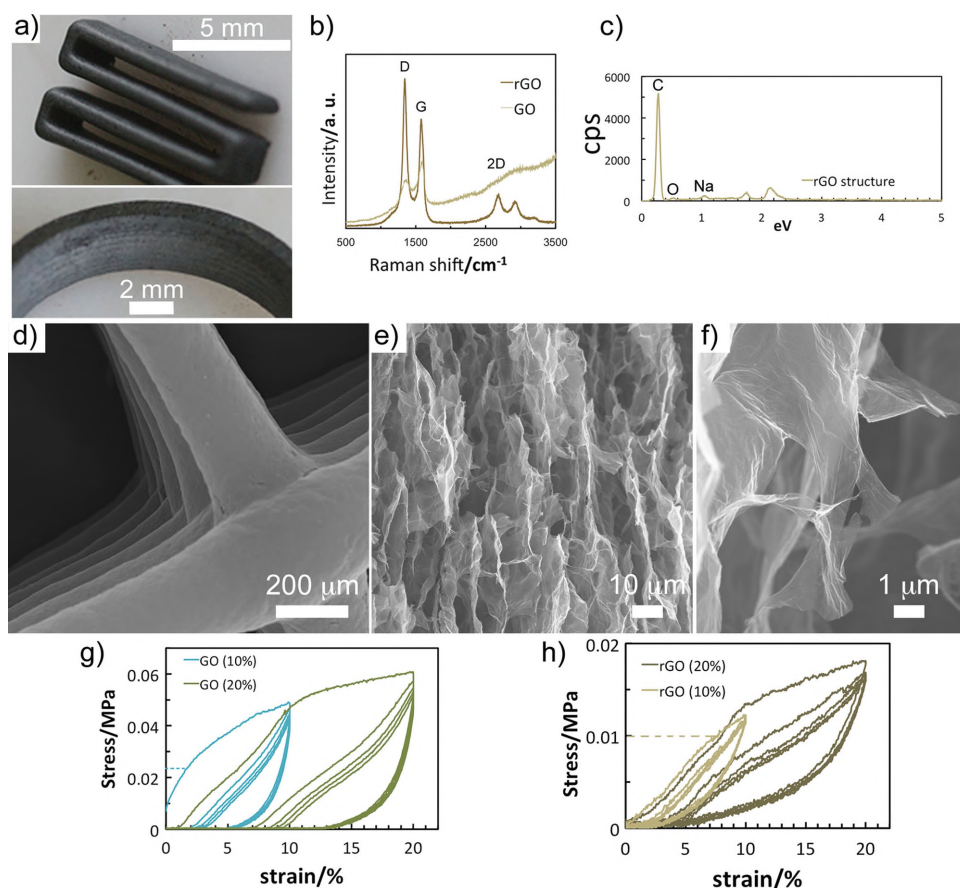 a)
5 mm
2 mm
b)
D
G
2D
rGO
GO
Intensity/a. u.
500 1500 2500 3500
Raman shift/cm⁻¹
c)
6000
4000
2000
0
cps
C
O
Na
rGO structure
0 1 2 3 4 5
eV
d)
200 μm
e)
10 μm
f)
1 μm
g)
GO (10%)
GO (20%)
0.06
0.04
0.02
0
Stress/MPa
0 5 10 15 20
strain/%
h)
rGO (20%)
rGO (10%)
0.02
0.01
0.000
Stress/MPa
0 5 10 15 20
strain/%